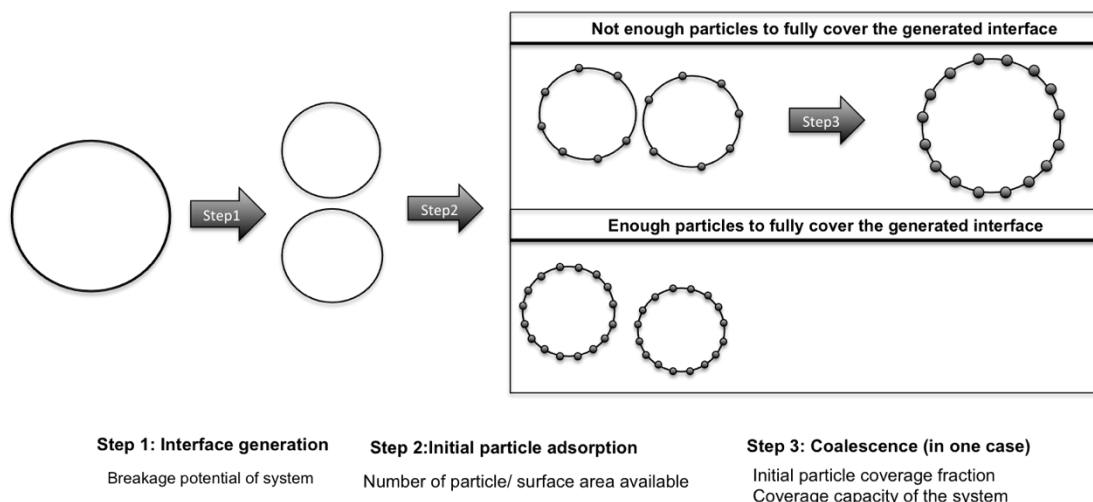 Not enough particles to fully cover the generated interface
Step1
Step2
Step3
Enough particles to fully cover the generated interface
Step 1: Interface generation
Breakage potential of system
Step 2:Initial particle adsorption
Number of particle/ surface area available
Step 3: Coalescence (in one case)
Initial particle coverage fraction
Coverage capacity of the system